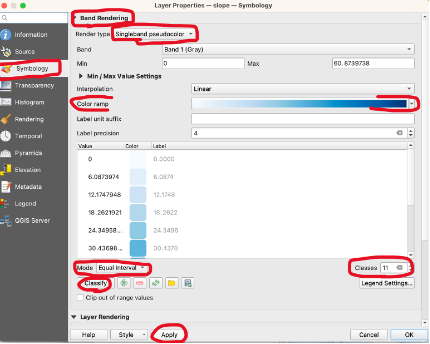 Layer Properties — slope — Symbology
Information
Source
Symbology
Transparency
Histogram
Rendering
Temporal
Pyramids
Elevation
Metadata
Legend
QGIS Server
Band Rendering
Render type Singleband pseudocolor
Band Band 1 (Gray)
Min 0 Max 60.8739738
Min / Max Value Settings
Interpolation Linear
Color ramp
Label unit suffix
Label precision 4
Value Color Label
0 0.0000
6.0873974 6.0874
12.1747948 12.1748
18.2621921 18.2622
24.34958... 24.3496
30.43698... 30.4370
Mode Equal Interval Classes 11
Classify Legend Settings...
Clip out of range values
Layer Rendering
Help Style Apply Cancel OK